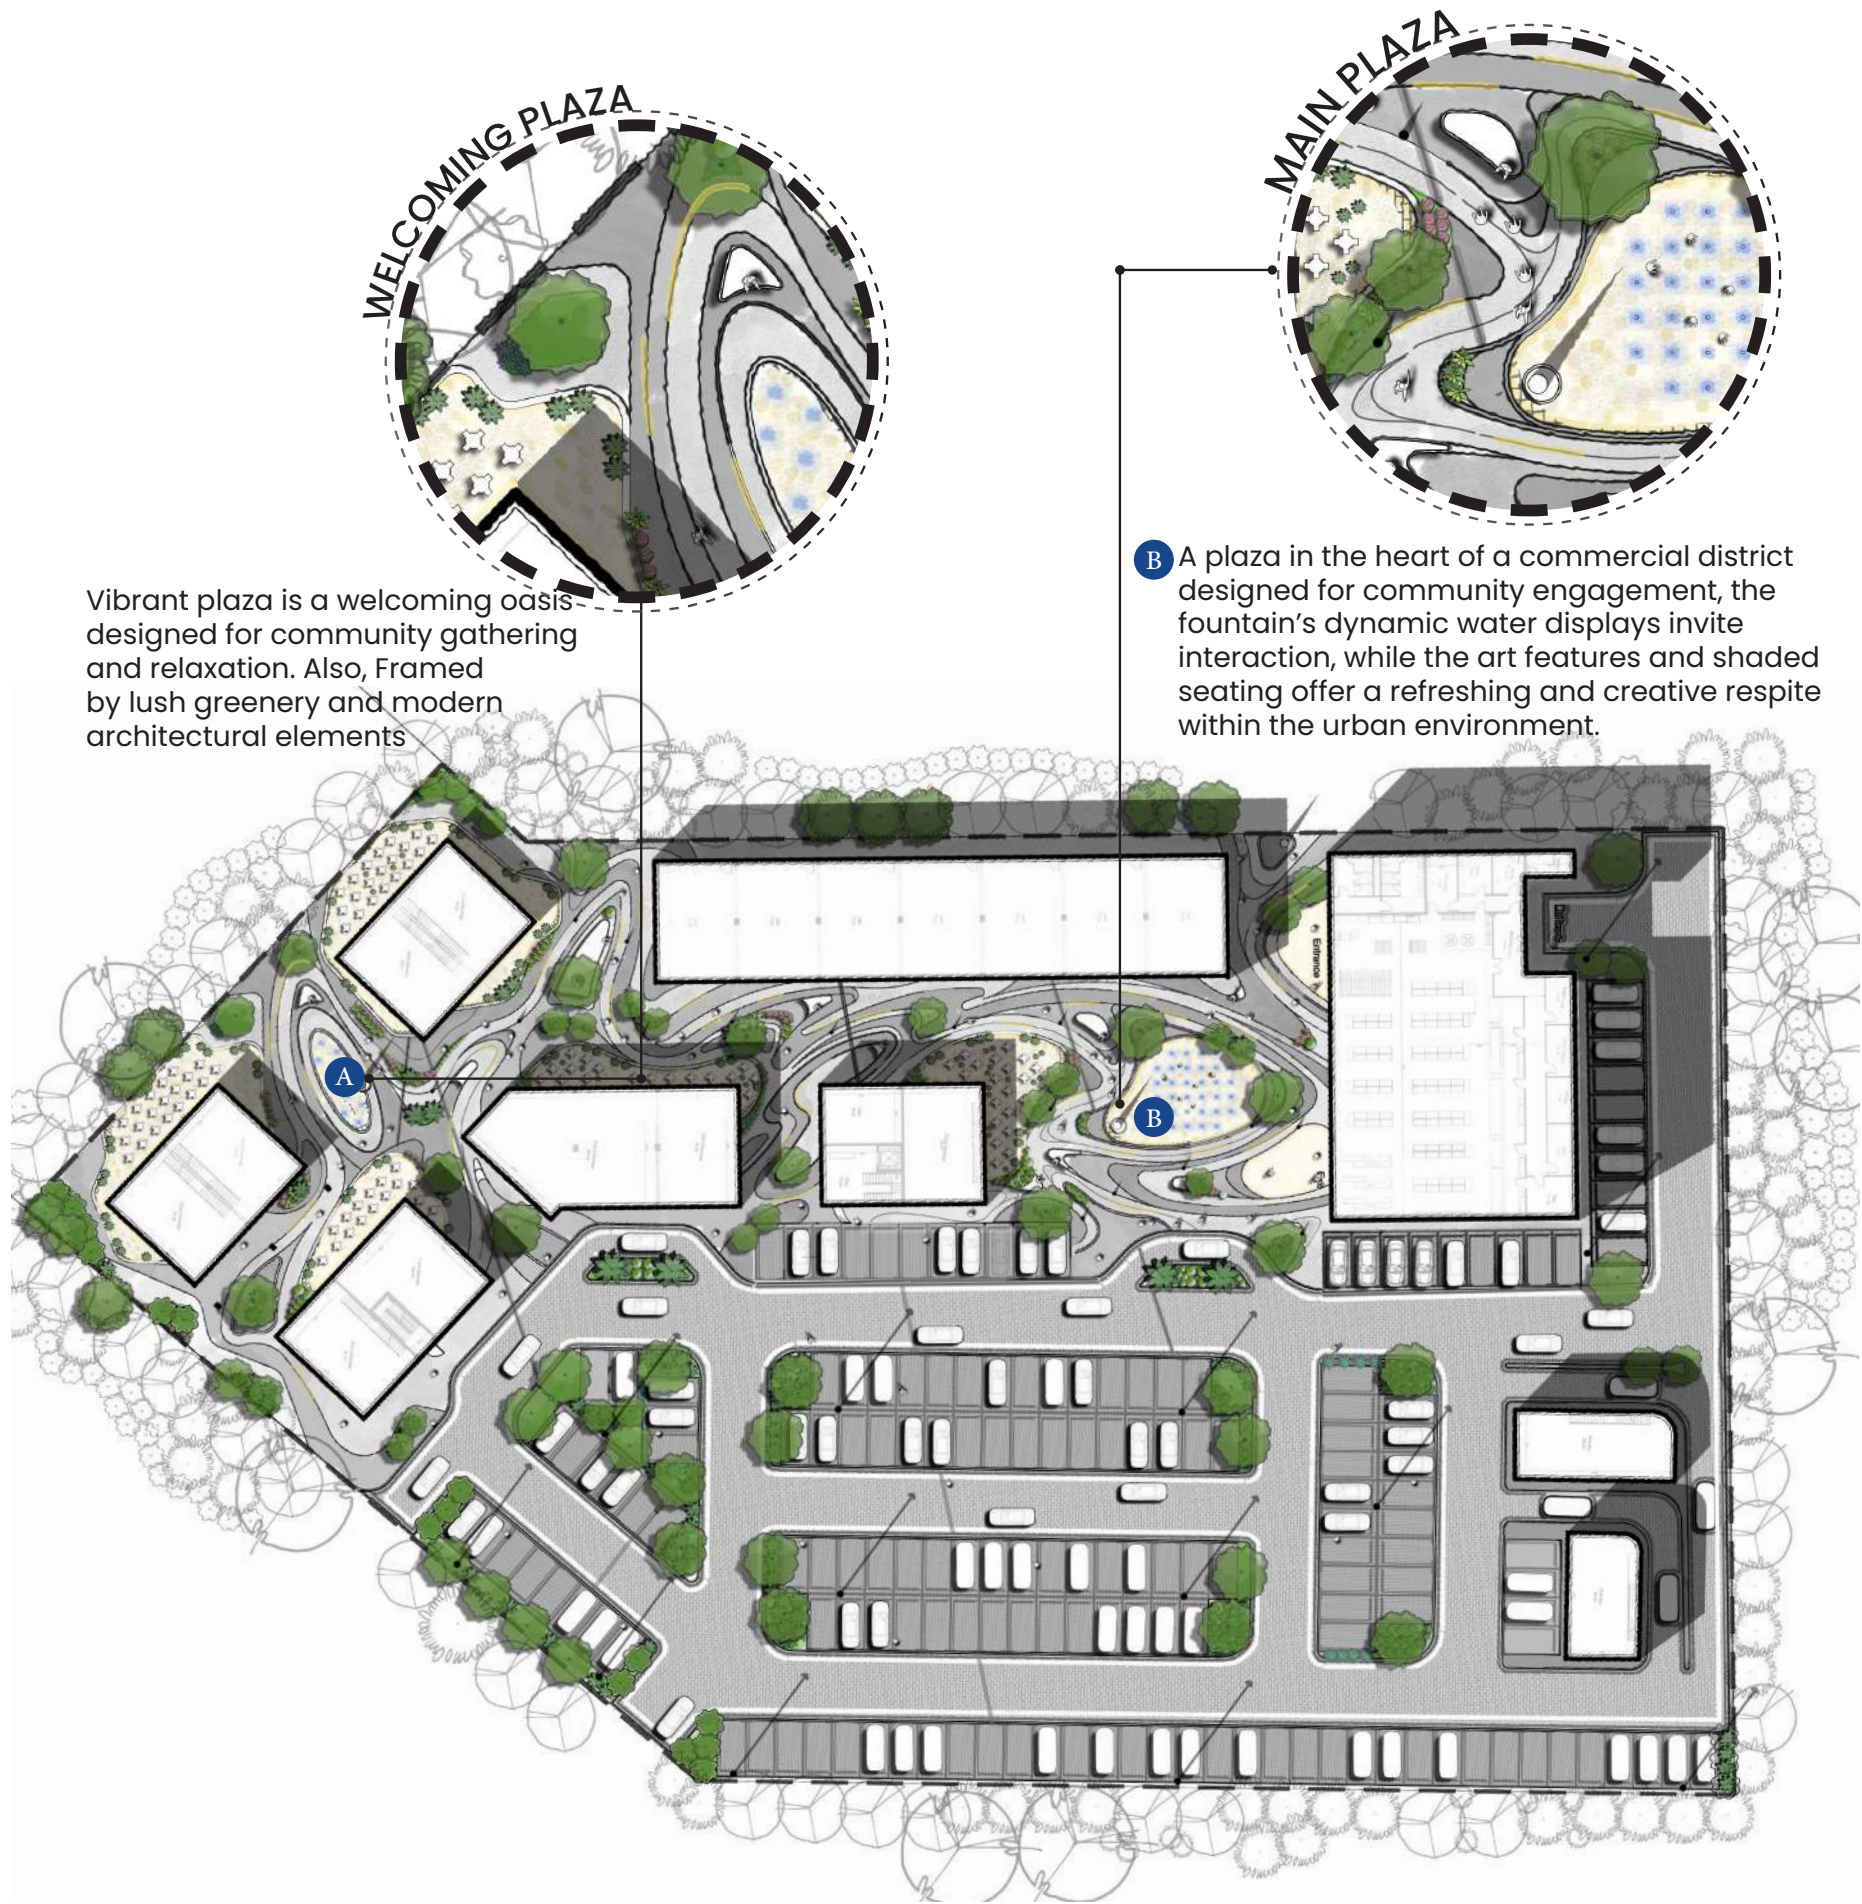 WELCOMING PLAZA
MAIN PLAZA
Vibrant plaza is a welcoming oasis
designed for community gathering
and relaxation. Also, Framed
by lush greenery and modern
architectural elements
B
A plaza in the heart of a commercial district
designed for community engagement, the
fountain’s dynamic water displays invite
interaction, while the art features and shaded
seating offer a refreshing and creative respite
within the urban environment.
Entrance
A
B